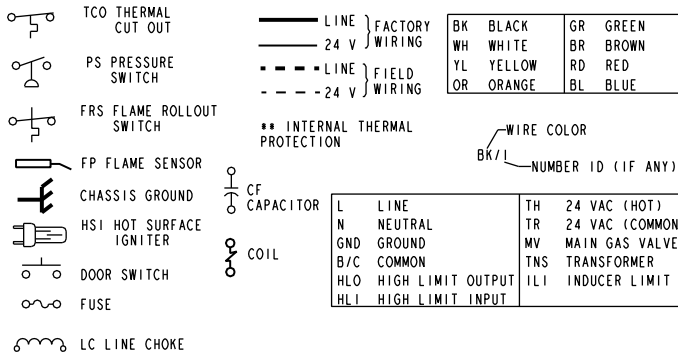 TCO THERMAL
CUT OUT
PS PRESSURE
SWITCH
FRS FLAME ROLLOUT
SWITCH
FP FLAME SENSOR
CHASSIS GROUND
HSI HOT SURFACE
IGNITER
DOOR SWITCH
FUSE
LC LINE CHOKE
LINE
24 V
FACTORY
WIRING
LINE
24 V
FIELD
WIRING
** INTERNAL THERMAL
PROTECTION
CF
CAPACITOR
COIL
BK BLACK GR GREEN
WH WHITE BR BROWN
YL YELLOW RD RED
OR ORANGE BL BLUE
WIRE COLOR
BK/1
NUMBER ID (IF ANY)
L LINE TH 24 VAC (HOT)
N NEUTRAL TR 24 VAC (COMMON
GND GROUND MV MAIN GAS VALVE
B/C COMMON TNS TRANSFORMER
HLO HIGH LIMIT OUTPUT ILI INDUCER LIMIT
HLI HIGH LIMIT INPUT